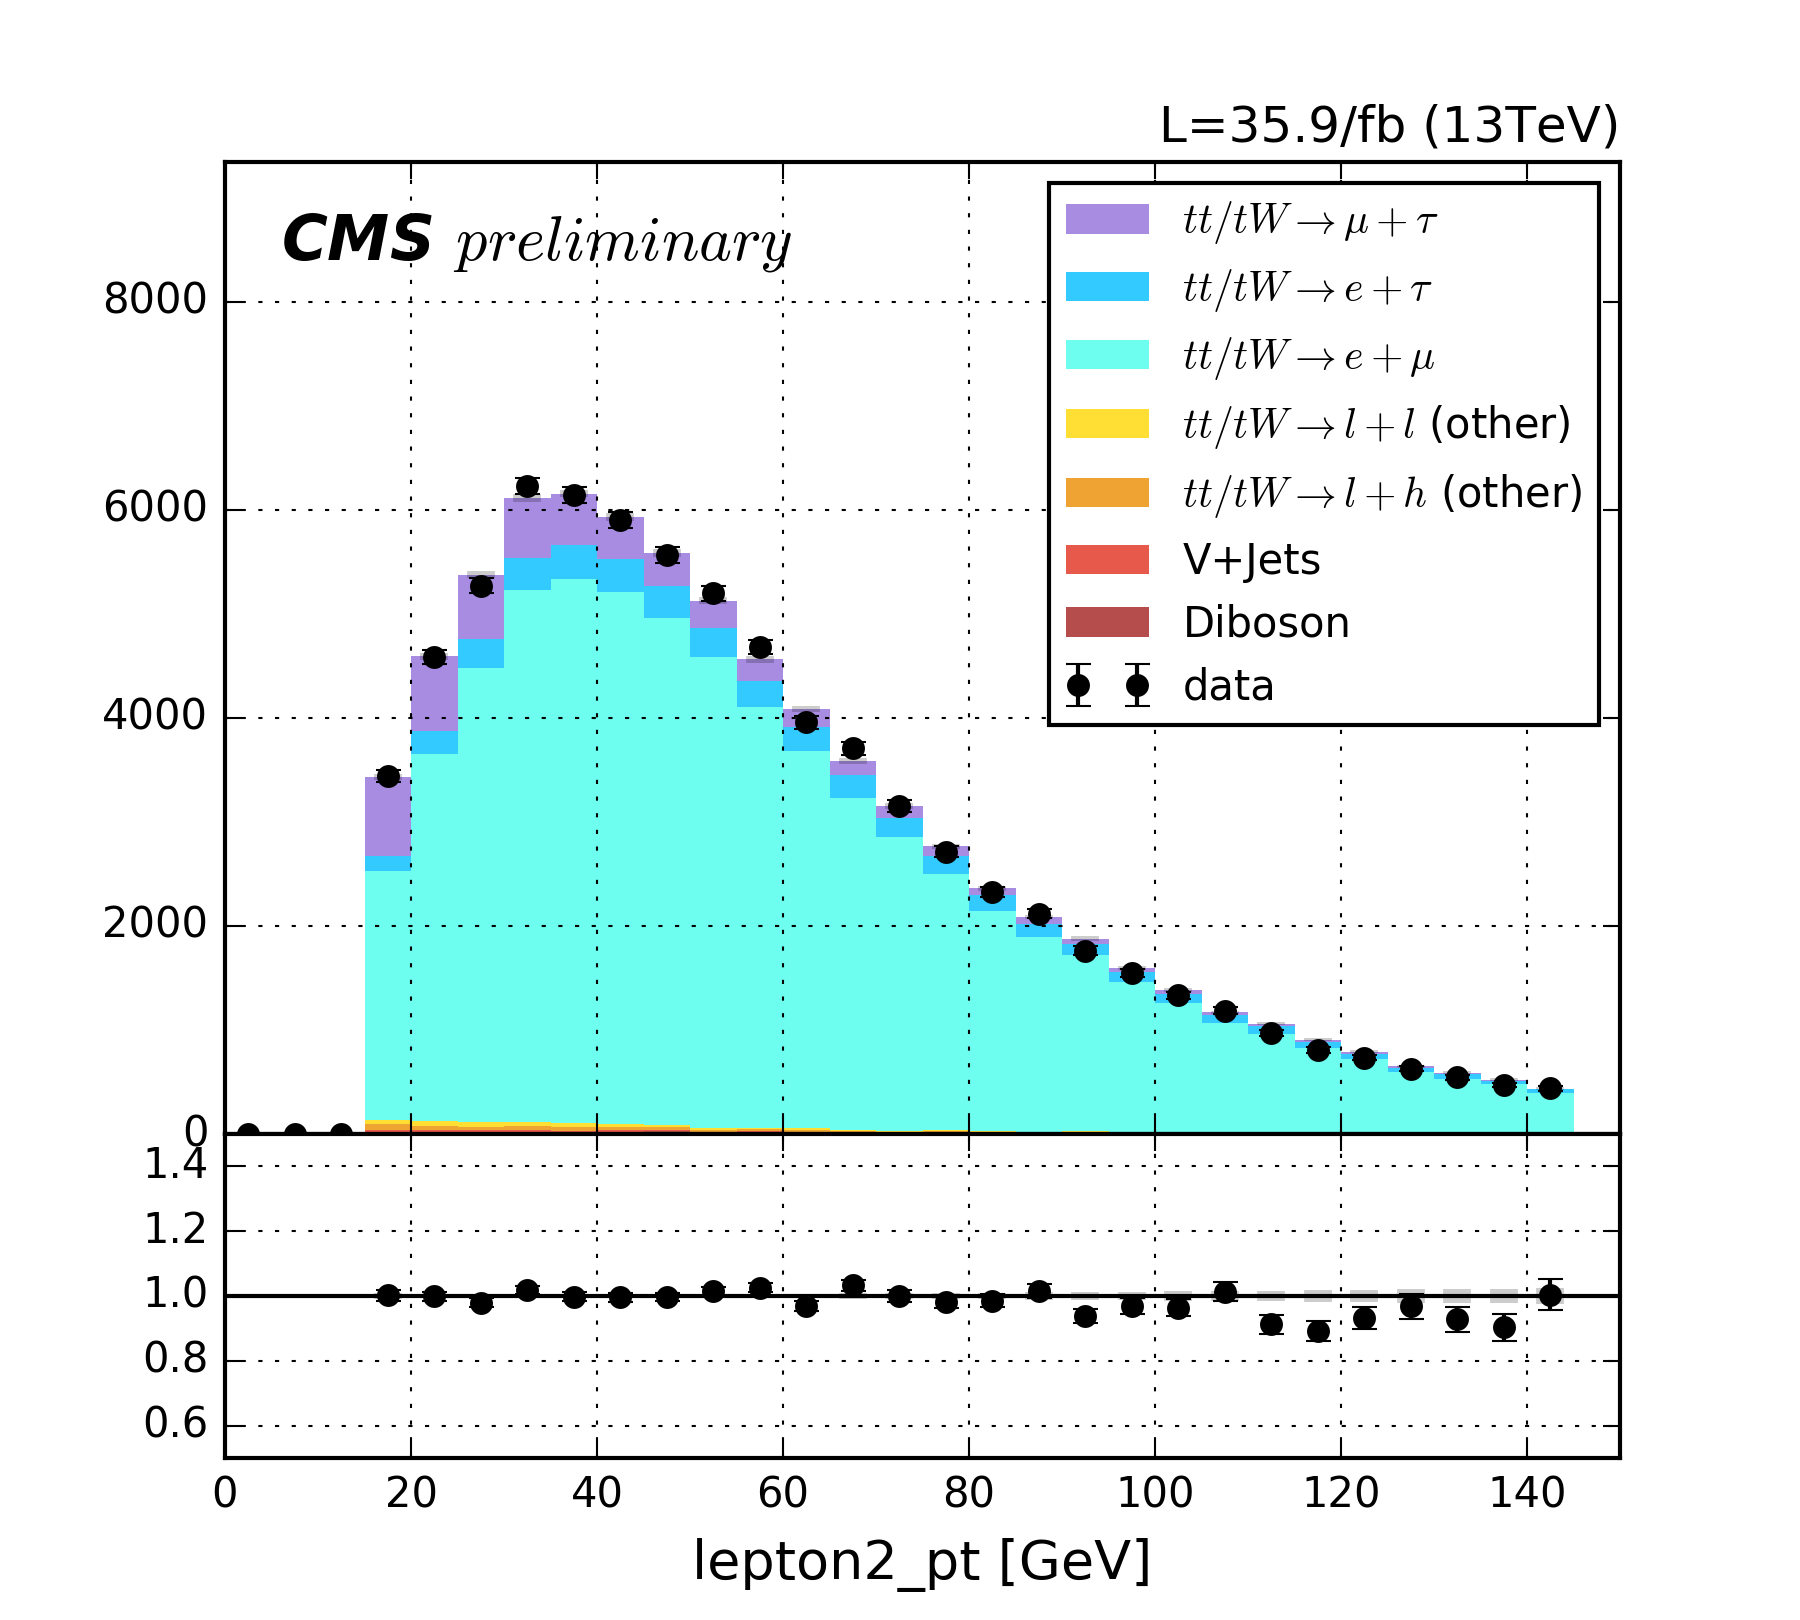 L=35.9/fb (13TeV)
CMS preliminary
tt/tW→μ+τ
tt/tW→e+τ
tt/tW→e+μ
tt/tW→l+l (other)
tt/tW→l+h (other)
V+Jets
Diboson
data
8000
6000
4000
2000
0
1.4
1.2
1.0
0.8
0.6
0 20 40 60 80 100 120 140
lepton2_pt [GeV]